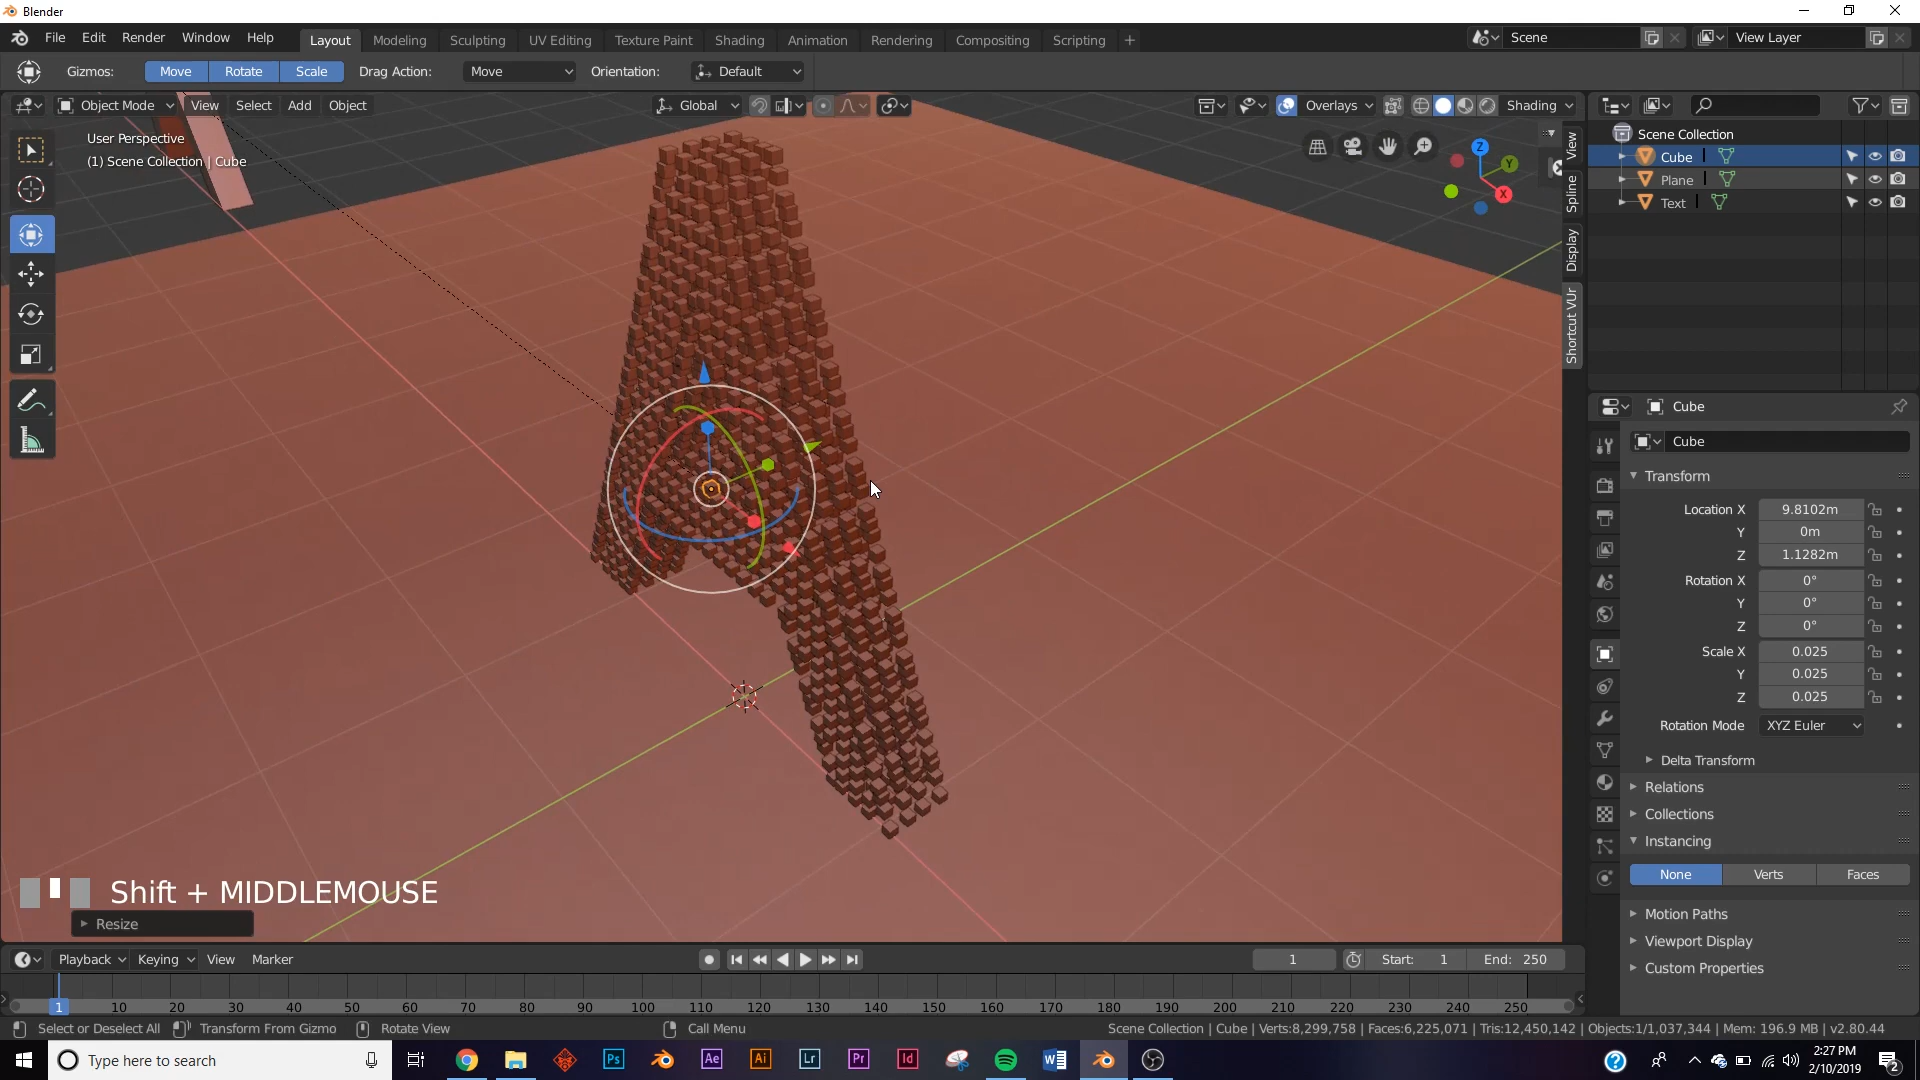 Blender
File Edit Render Window Help Layout Modeling Sculpting UV Editing Texture Paint Shading Animation Rendering Compositing Scripting + Scene View Layer
Gizmos: Move Rotate Scale Drag Action: Move Orientation: Default
Object Mode View Select Add Object Global Overlays Shading
User Perspective
(1) Scene Collection | Cube
Z
Y
X
View
Spline
Display
Shortcut VUr
Scene Collection
Cube
Plane
Text
Cube
Cube
Transform
Location X 9.8102m
Y 0m
Z 1.1282m
Rotation X 0°
Y 0°
Z 0°
Scale X 0.025
Y 0.025
Z 0.025
Rotation Mode XYZ Euler
Delta Transform
Relations
Collections
Instancing
None Verts Faces
Motion Paths
Viewport Display
Custom Properties
Shift + MIDDLEMOUSE
Resize
Playback Keying View Marker 1 Start: 1 End: 250
1 10 20 30 40 50 60 70 80 90 100 110 120 130 140 150 160 170 180 190 200 210 220 230 240 250
Select or Deselect All Transform From Gizmo Rotate View Call Menu Scene Collection | Cube | Verts:8,299,758 | Faces:6,225,071 | Tris:12,450,142 | Objects:1/1,037,344 | Mem: 196.9 MB | v2.80.44
Type here to search Ps Ae Ai Lr Pr Id 2:27 PM
2/10/2019 2